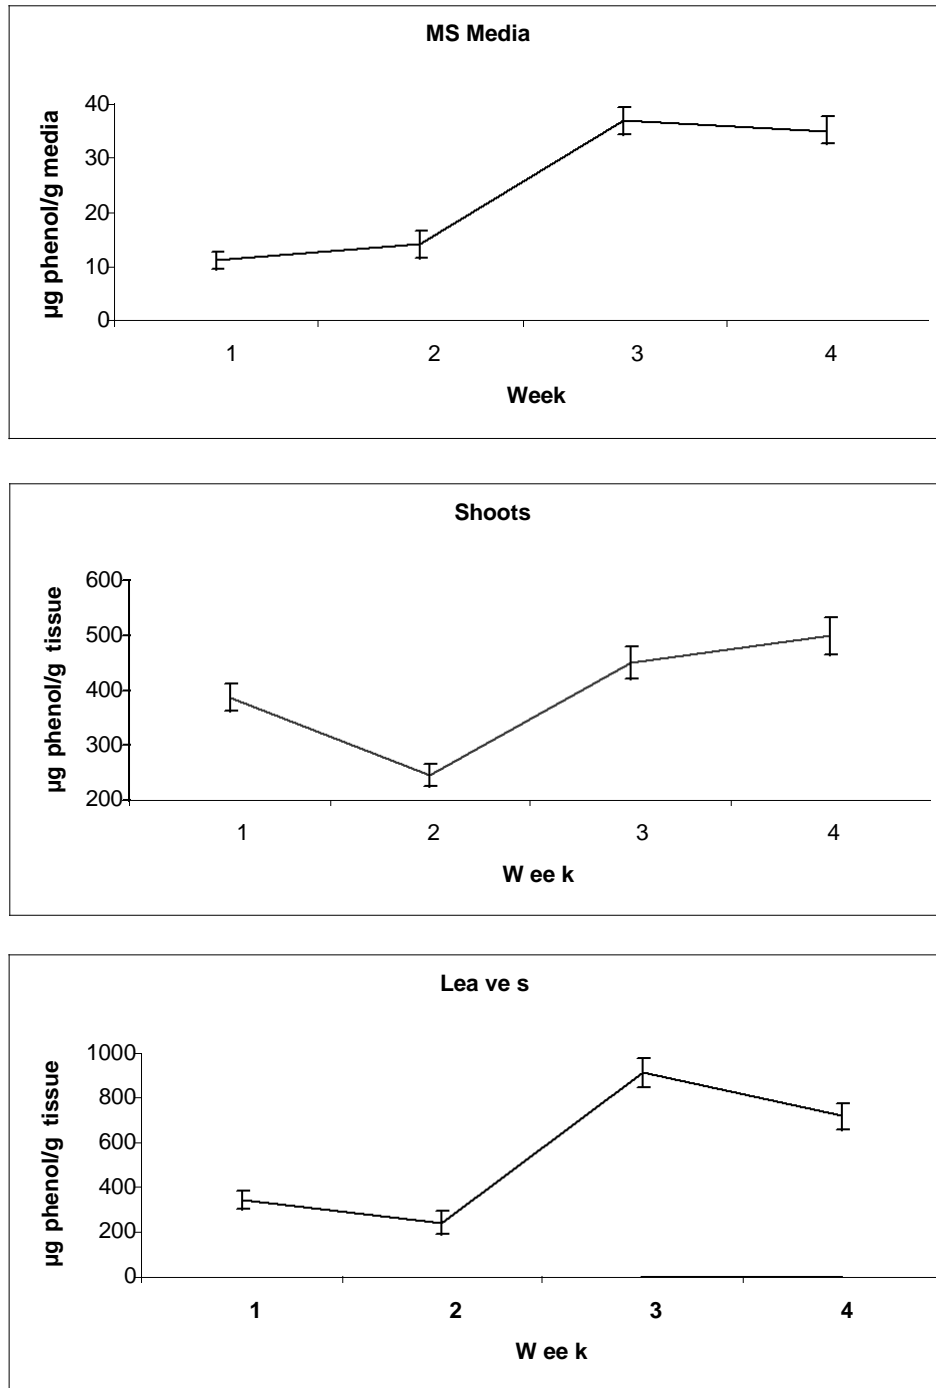 MS Media
40
30
20
10
0
µg phenol/g media
1 2 3 4
Week
Shoots
600
500
400
300
200
µg phenol/g tissue
1 2 3 4
W ee k
Lea ve s
1000
800
600
400
200
0
µg phenol/g tissue
1 2 3 4
W ee k